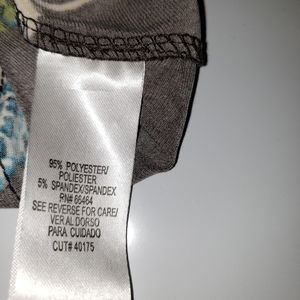 95% POLYESTER/
POLIESTER
5% SPANDEX/SPANDEX
RN# 66464
SEE REVERSE FOR CARE/
VER AL DORSO
PARA CUIDADO
CUT# 40175